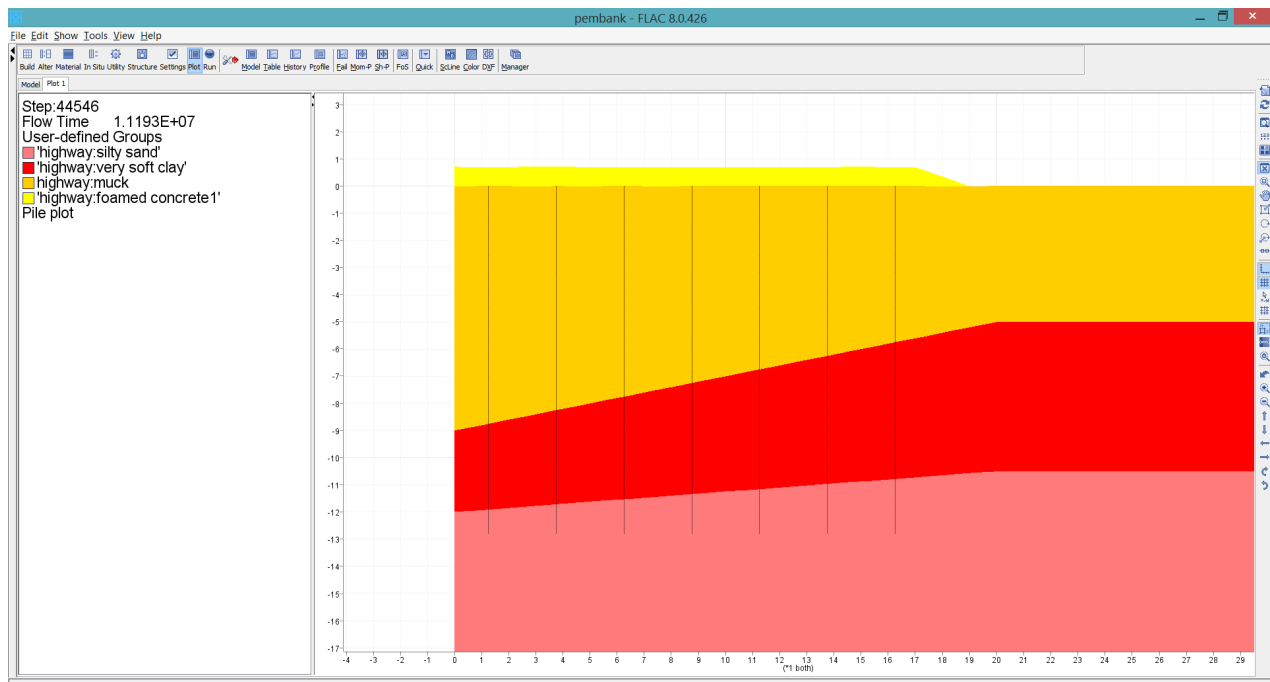 pembank - FLAC 8.0.426
File Edit Show Tools View Help
Build Alter Material In Situ Utility Structure Settings Plot Run Model Table History Profile Fail Mom-P Sh-P FoS Quick ScLine Color DXF Manager
Model Plot 1
Step:44546
Flow Time 1.1193E+07
User-defined Groups
'highway:silty sand'
'highway:very soft clay'
highway:muck
'highway:foamed concrete1'
Pile plot
3
2
1
0
-1
-2
-3
-4
-5
-6
-7
-8
-9
-10
-11
-12
-13
-14
-15
-16
-17
-4 -3 -2 -1 0 1 2 3 4 5 6 7 8 9 10 11 12 13 14 15 16 17 18 19 20 21 22 23 24 25 26 27 28 29
(*1 both)